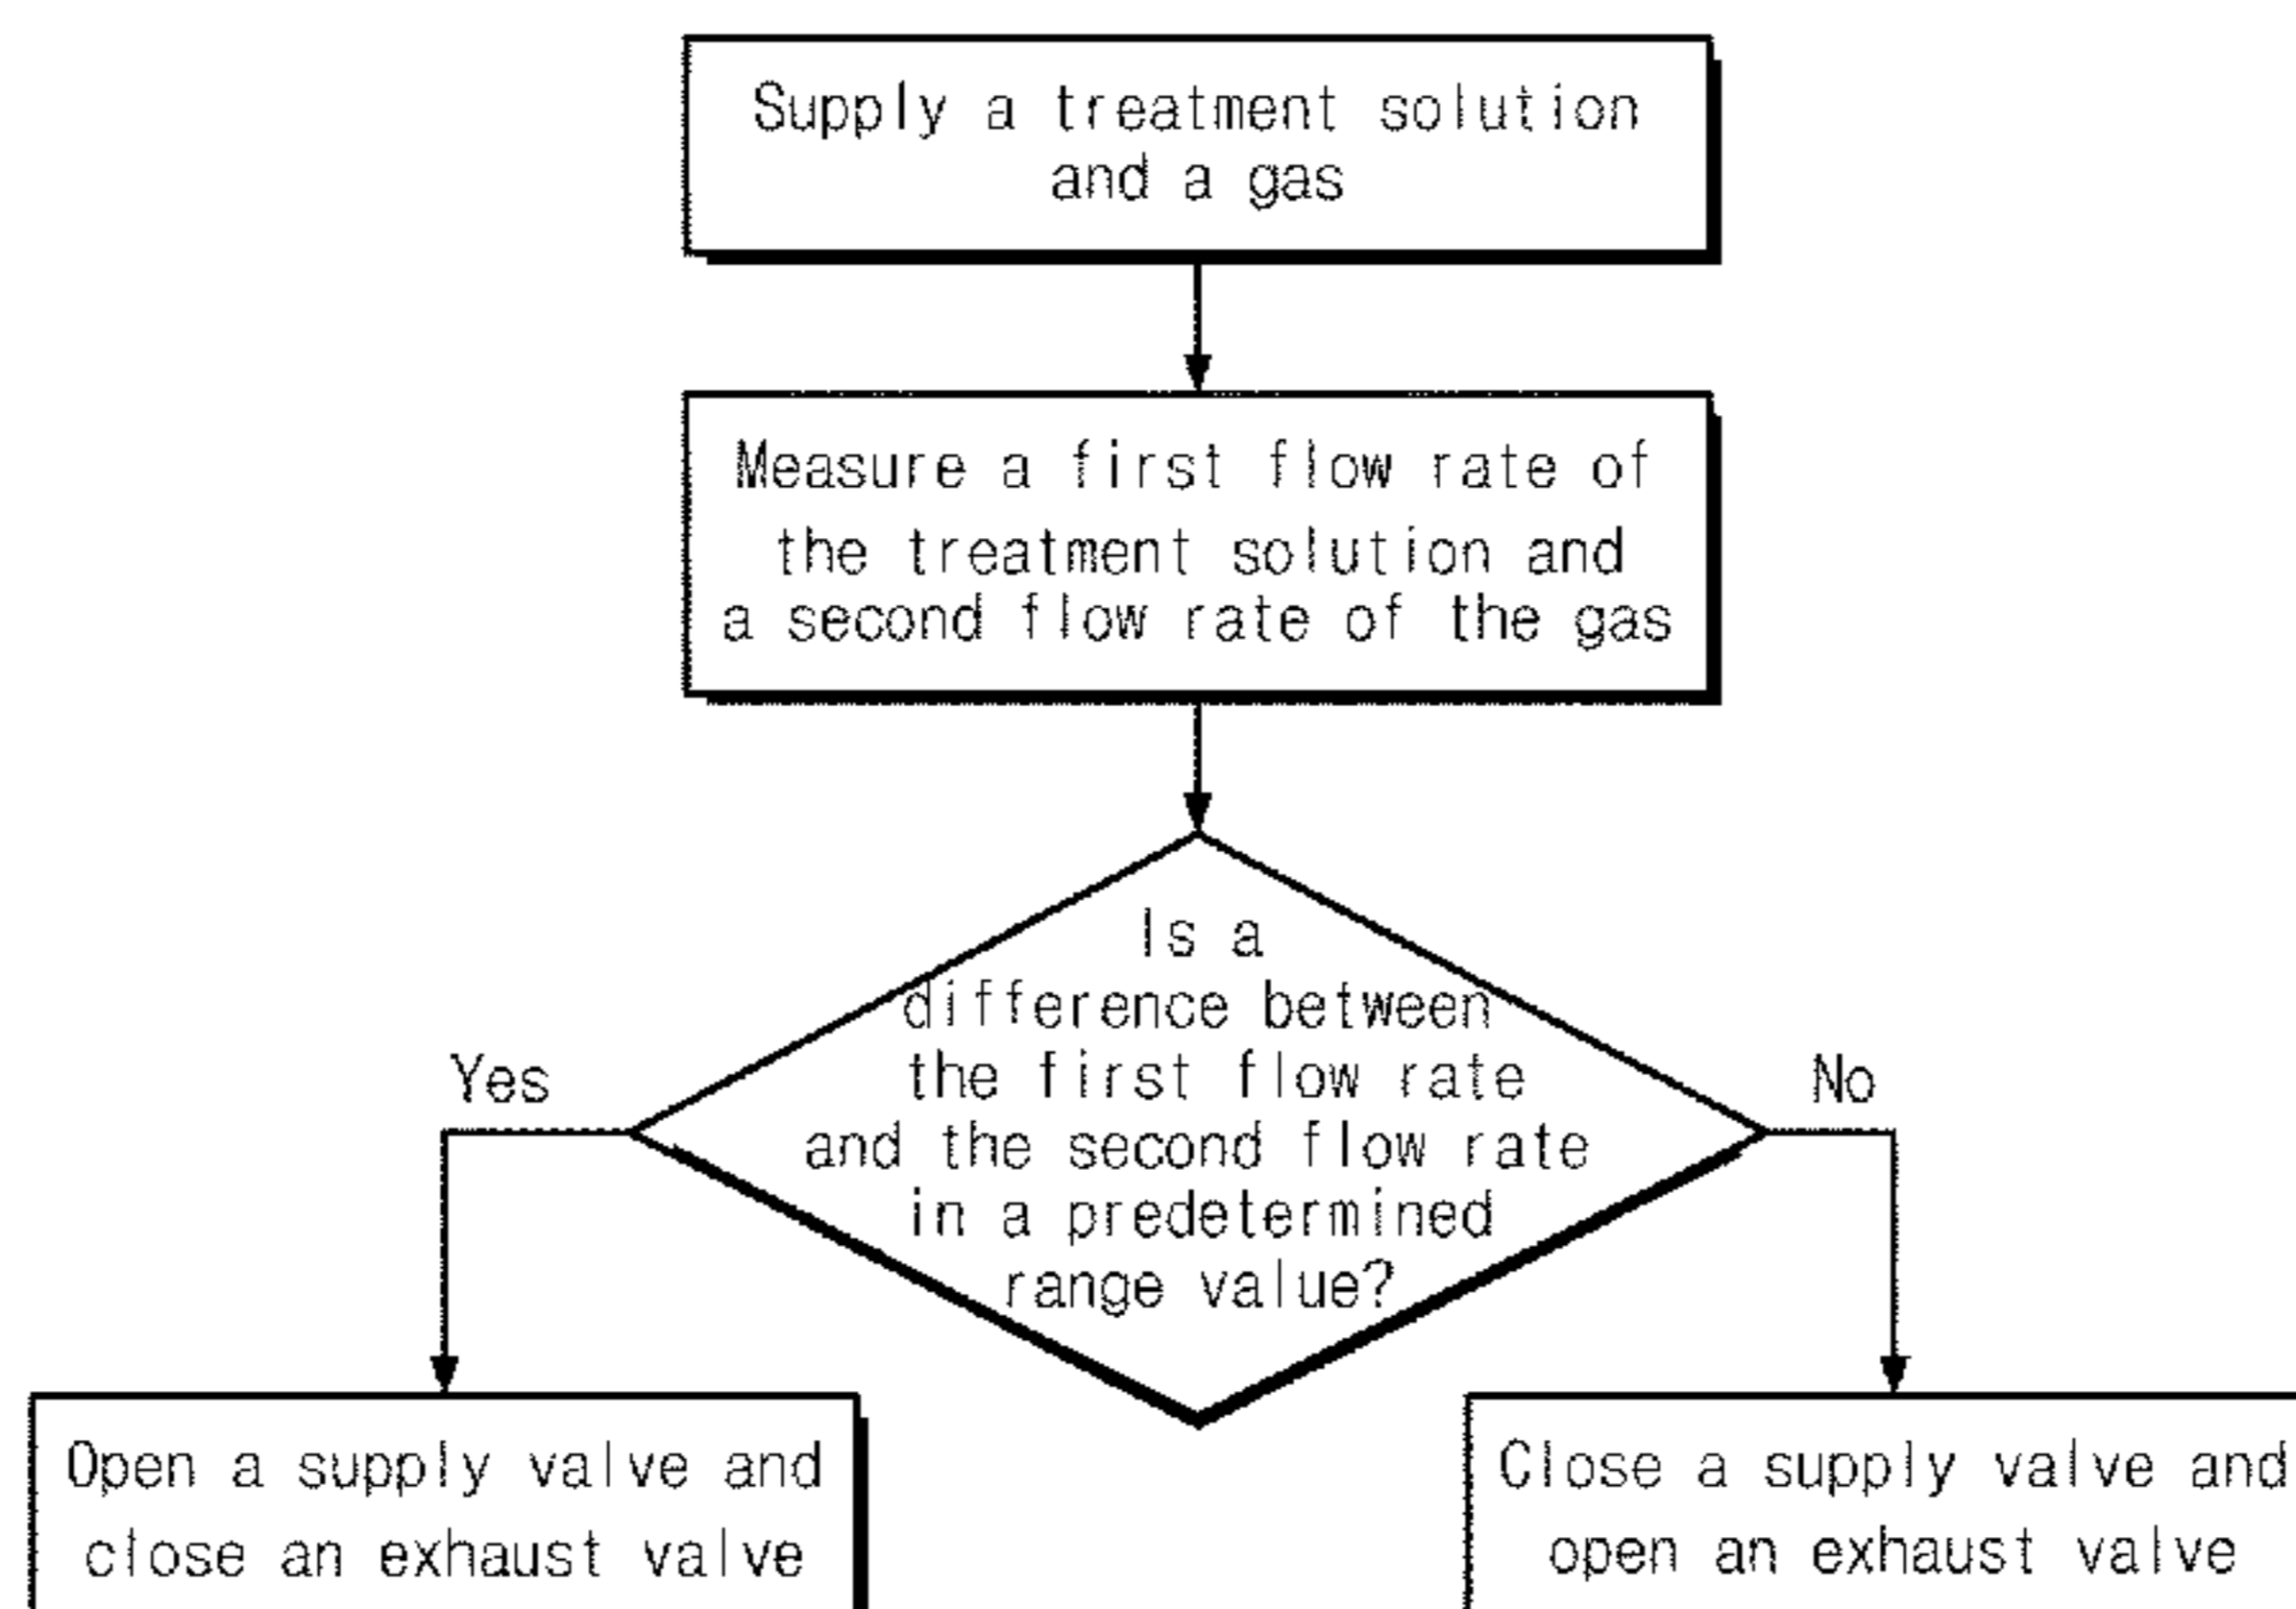 Supply a treatment solution
and a gas
Measure a first flow rate of
the treatment solution and
a second flow rate of the gas
Is a
difference between
the first flow rate
and the second flow rate
in a predetermined
range value?
Yes
No
Open a supply valve and
close an exhaust valve
Close a supply valve and
open an exhaust valve